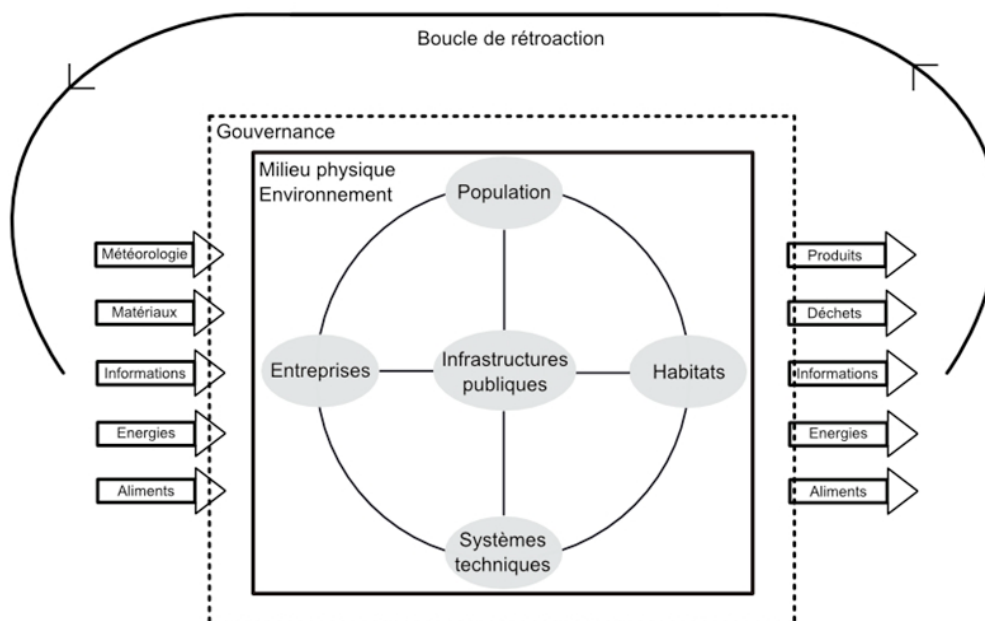 Boucle de rétroaction
Gouvernance
Milieu physique
Environnement
Population
Météorologie
Produits
Matériaux
Déchets
Entreprises
Infrastructures
publiques
Habitats
Informations
Informations
Energies
Energies
Aliments
Aliments
Systèmes
techniques